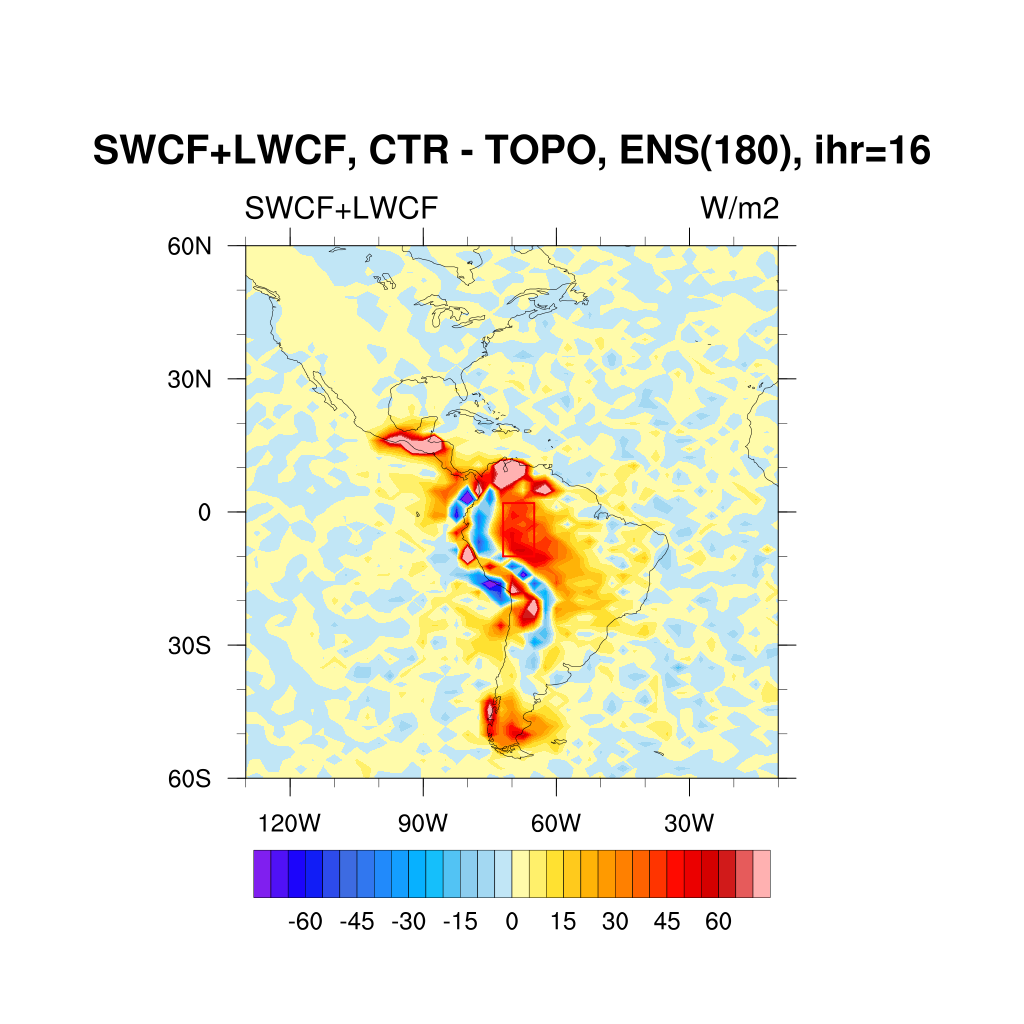 SWCF+LWCF, CTR - TOPO, ENS(180), ihr=16
SWCF+LWCF W/m2
60N
30N
0
30S
60S
120W 90W 60W 30W
-60 -45 -30 -15 0 15 30 45 60